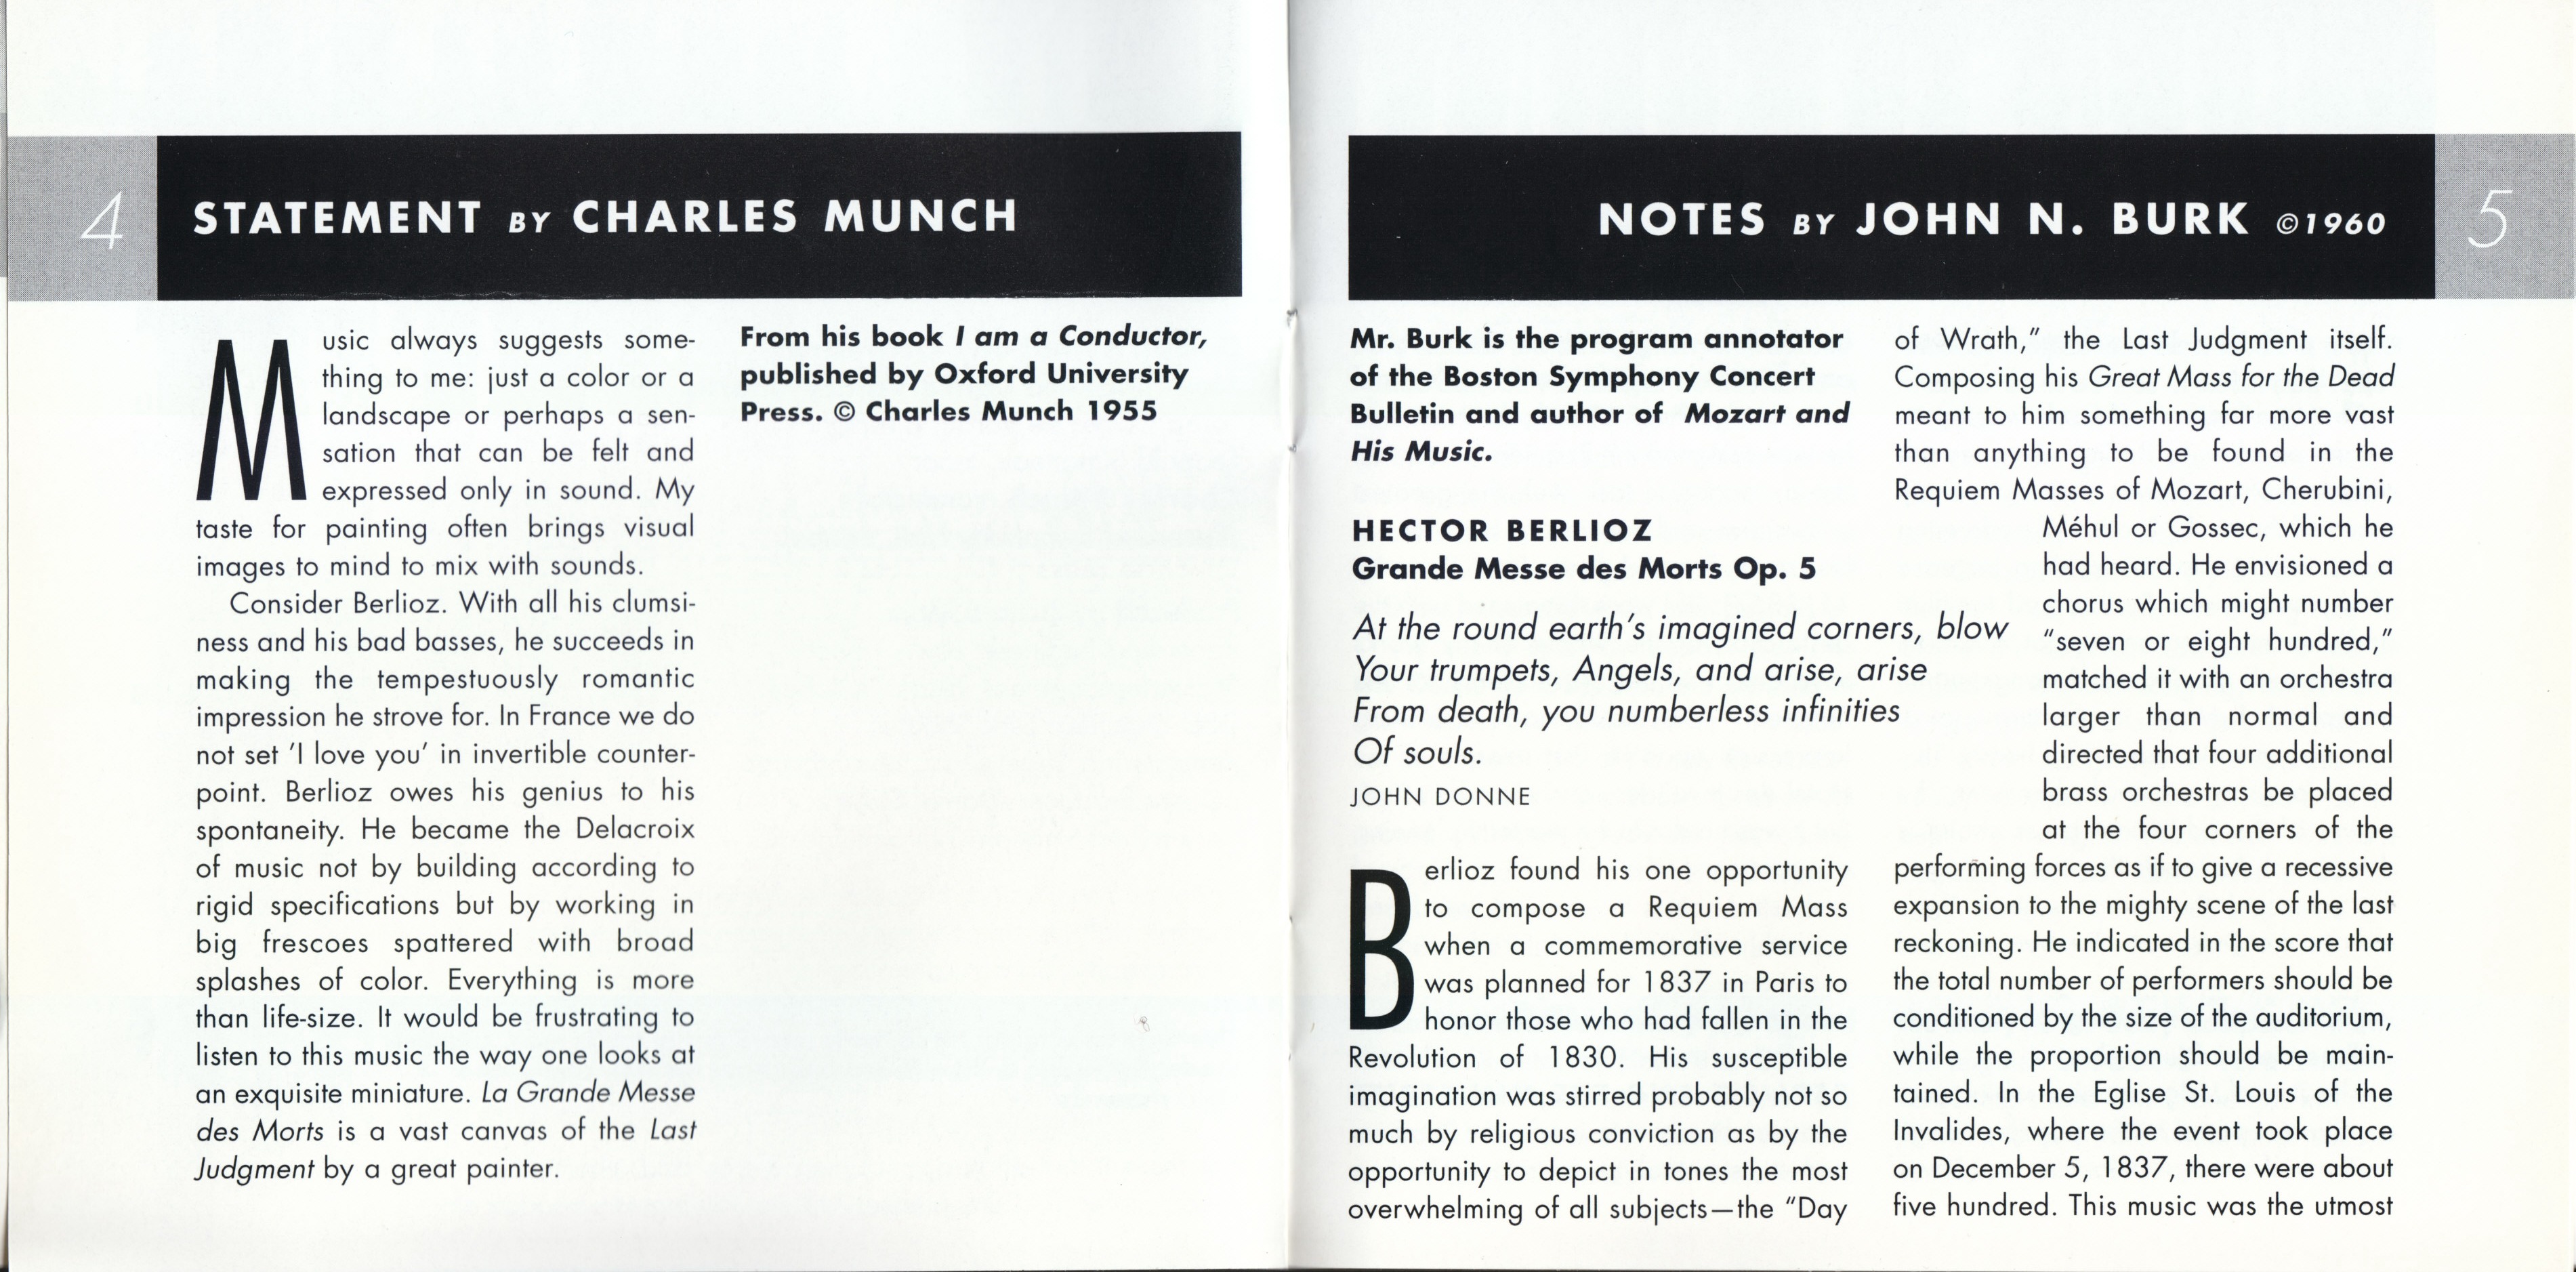 4
STATEMENT BY CHARLES MUNCH
Music always suggests some-
thing to me: just a color or a
landscape or perhaps a sen-
sation that can be felt and
expressed only in sound. My
taste for painting often brings visual
images to mind to mix with sounds.
Consider Berlioz. With all his clumsi-
ness and his bad basses, he succeeds in
making the tempestuously romantic
impression he strove for. In France we do
not set 'I love you' in invertible counter-
point. Berlioz owes his genius to his
spontaneity. He became the Delacroix
of music not by building according to
rigid specifications but by working in
big frescoes spattered with broad
splashes of color. Everything is more
than life-size. It would be frustrating to
listen to this music the way one looks at
an exquisite miniature. La Grande Messe
des Morts is a vast canvas of the Last
Judgment by a great painter.
From his book I am a Conductor,
published by Oxford University
Press. © Charles Munch 1955
NOTES BY JOHN N. BURK ©1960
5
Mr. Burk is the program annotator
of the Boston Symphony Concert
Bulletin and author of Mozart and
His Music.
HECTOR BERLIOZ
Grande Messe des Morts Op. 5
At the round earth's imagined corners, blow
Your trumpets, Angels, and arise, arise
From death, you numberless infinities
Of souls.
JOHN DONNE
Berlioz found his one opportunity
to compose a Requiem Mass
when a commemorative service
was planned for 1837 in Paris to
honor those who had fallen in the
Revolution of 1830. His susceptible
imagination was stirred probably not so
much by religious conviction as by the
opportunity to depict in tones the most
overwhelming of all subjects—the "Day
of Wrath," the Last Judgment itself.
Composing his Great Mass for the Dead
meant to him something far more vast
than anything to be found in the
Requiem Masses of Mozart, Cherubini,
Méhul or Gossec, which he
had heard. He envisioned a
chorus which might number
"seven or eight hundred,"
matched it with an orchestra
larger than normal and
directed that four additional
brass orchestras be placed
at the four corners of the
performing forces as if to give a recessive
expansion to the mighty scene of the last
reckoning. He indicated in the score that
the total number of performers should be
conditioned by the size of the auditorium,
while the proportion should be main-
tained. In the Eglise St. Louis of the
Invalides, where the event took place
on December 5, 1837, there were about
five hundred. This music was the utmost